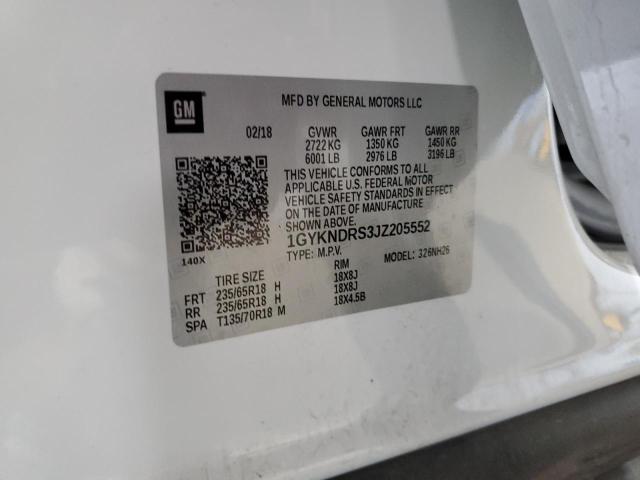 GM
MFD BY GENERAL MOTORS LLC
02/18 GVWR GAWR FRT GAWR RR
2722 KG 1350 KG 1450 KG
6001 LB 2976 LB 3196 LB
THIS VEHICLE CONFORMS TO ALL
APPLICABLE U.S. FEDERAL MOTOR
VEHICLE SAFETY STANDARDS IN EFFECT
ON THE DATE OF MANUFACTURE
SHOWN ABOVE.
1GYKNDRS3JZ205552
TYPE: M.P.V. MODEL: 326NH26
140X
TIRE SIZE RIM
FRT 235/65R18 H 18X8J
RR 235/65R18 H 18X8J
SPA T135/70R18 M 18X4.5B